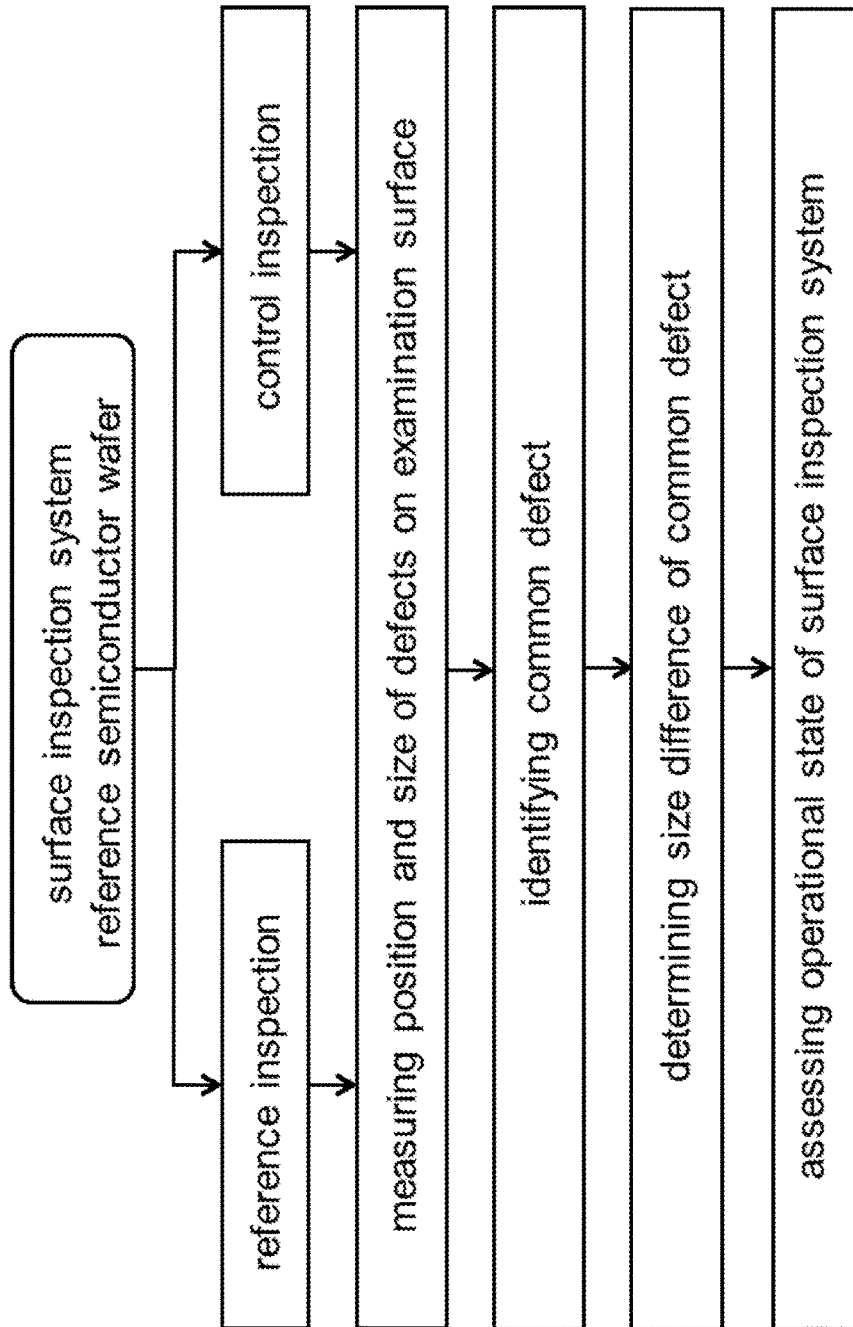 surface inspection system
reference semiconductor wafer
reference inspection
control inspection
measuring position and size of defects on examination surface
identifying common defect
determining size difference of common defect
assessing operational state of surface inspection system